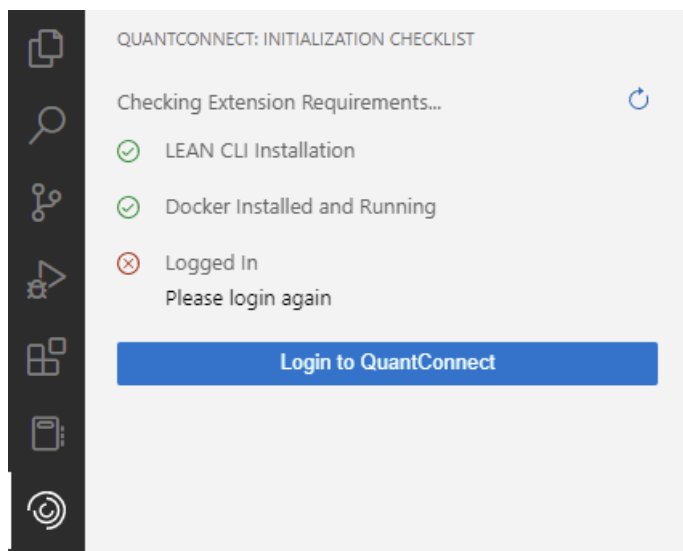 QUANTCONNECT: INITIALIZATION CHECKLIST
Checking Extension Requirements...
LEAN CLI Installation
Docker Installed and Running
Logged In
Please login again
Login to QuantConnect